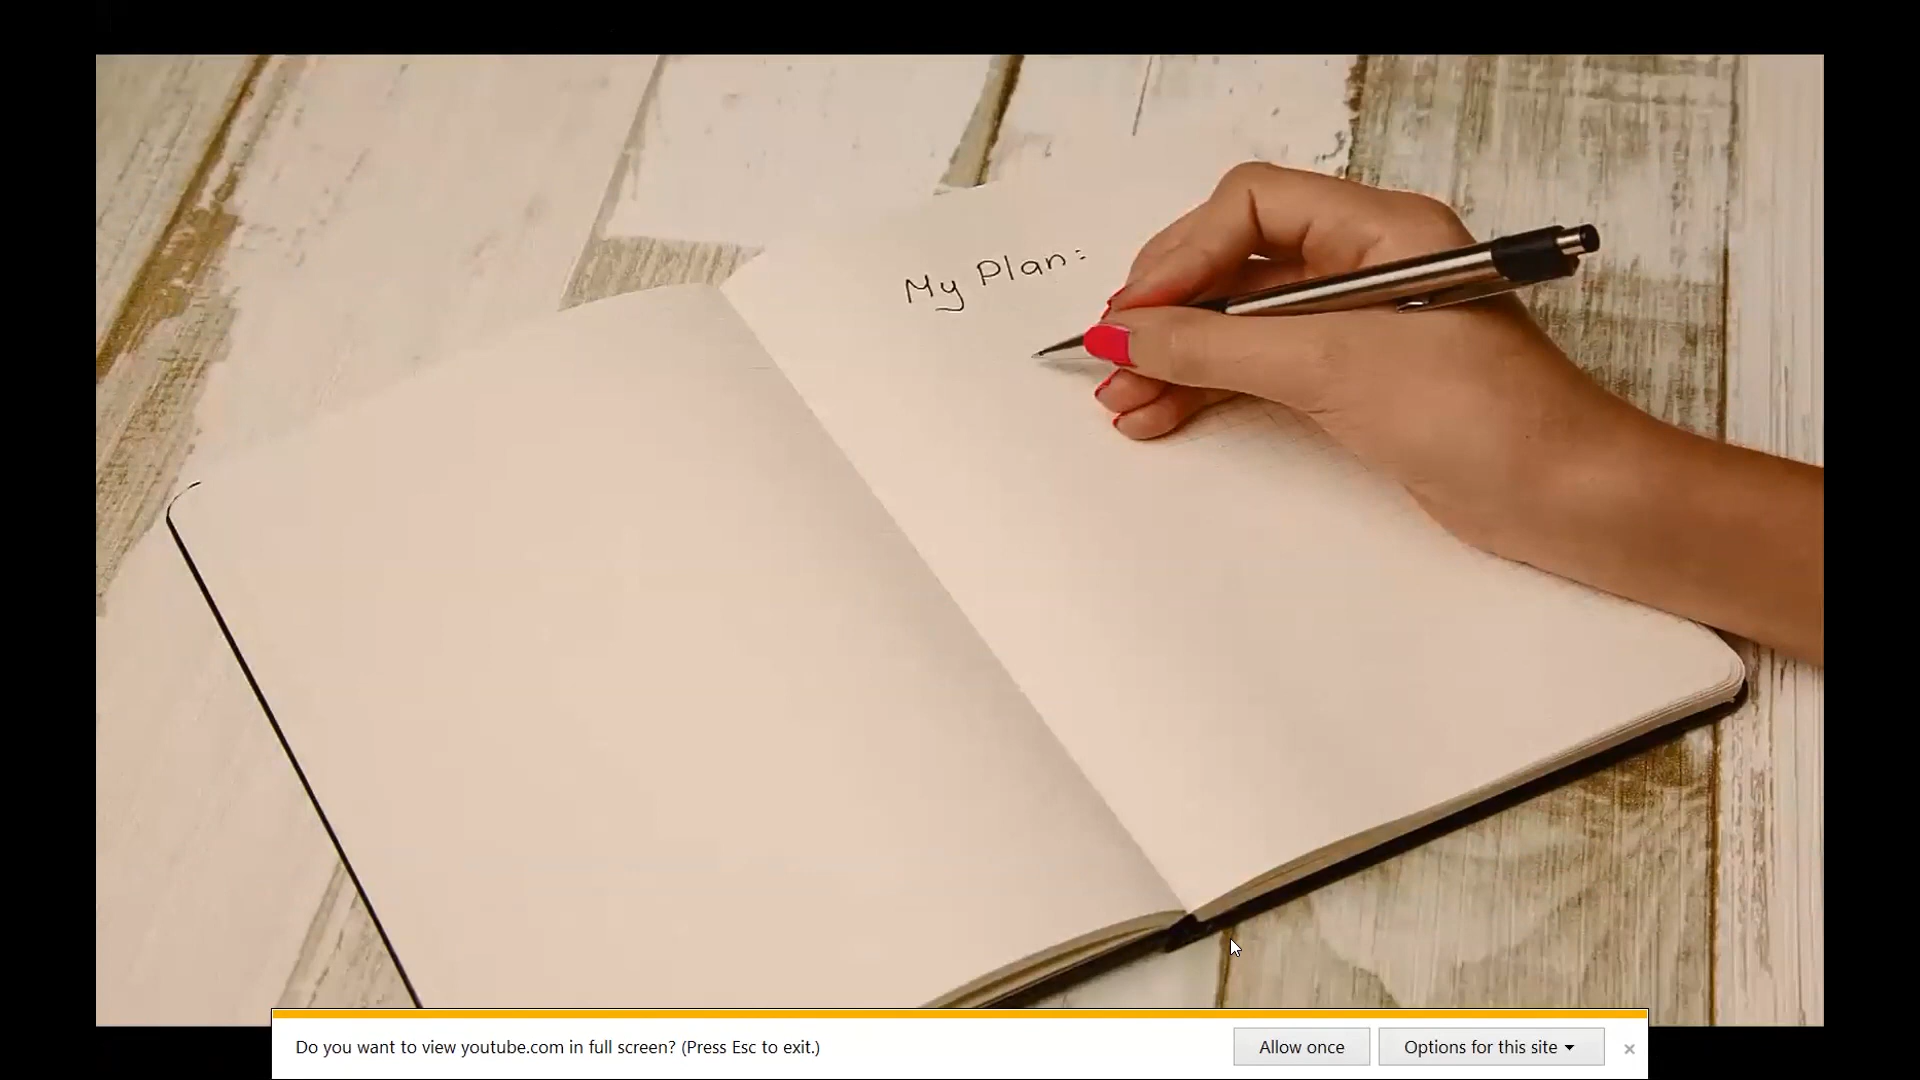 My Plan:
Do you want to view youtube.com in full screen? (Press Esc to exit.)
Allow once
Options for this site